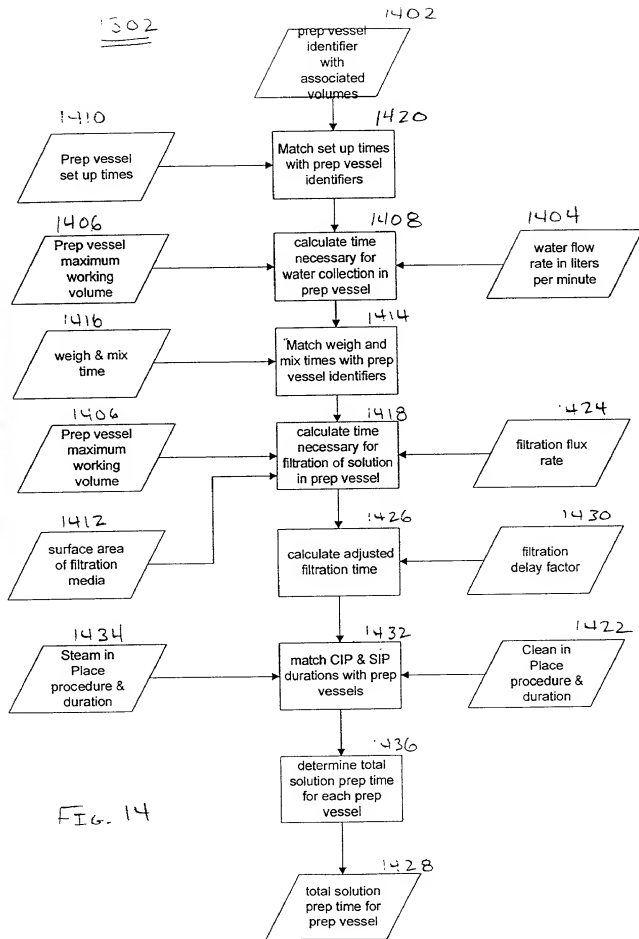 1302
1402
prep vessel
identifier
with
associated
volumes
1410
1420
Prep vessel
set up times
Match set up times
with prep vessel
identifiers
1406
1408
1404
Prep vessel
maximum
working
volume
calculate time
necessary for
water collection in
prep vessel
water flow
rate in liters
per minute
1416
1414
weigh & mix
time
Match weigh and
mix times with prep
vessel identifiers
1406
1418
1424
Prep vessel
maximum
working
volume
calculate time
necessary for
filtration of solution
in prep vessel
filtration flux
rate
1412
1426
1430
surface area
of filtration
media
calculate adjusted
filtration time
filtration
delay factor
1434
1432
1422
Steam in
Place
procedure &
duration
match CIP & SIP
durations with prep
vessels
Clean in
Place
procedure &
duration
1436
determine total
solution prep time
for each prep
vessel
FIG. 14
1428
total solution
prep time for
prep vessel